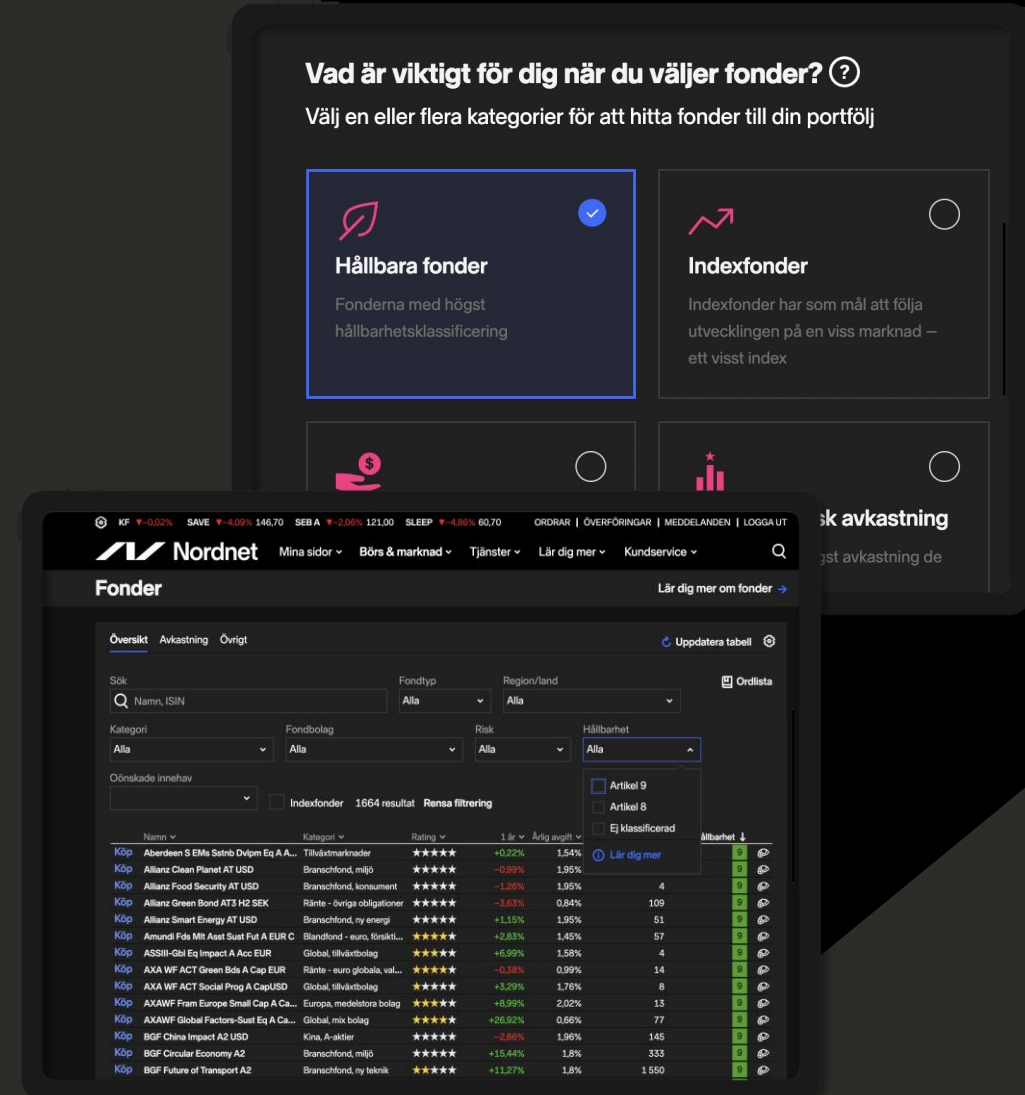 Vad är viktigt för dig när du väljer fonder? ?
Välj en eller flera kategorier för att hitta fonder till din portfölj
Hållbara fonder
Fonderna med högst
hållbarhetsklassificering
Indexfonder
Indexfonder har som mål att följa
utvecklingen på en viss marknad –
ett visst index
$
avkastning
avkastning de
KF ▼-0,02% SAVE ▼-4,09% 146,70 SEB A ▼-2,06% 121,00 SLEEP ▼-4,86% 60,70 ORDRAR | ÖVERFÖRINGAR | MEDDELANDEN | LOGGA UT
Nordnet Mina sidor Börs & marknad Tjänster Lär dig mer Kundservice
Fonder Lär dig mer om fonder →
Översikt Avkastning Övrigt Uppdatera tabell
Sök Fondtyp Region/land
Namn, ISIN Alla Alla Ordlista
Kategori Fondbolag Risk Hållbarhet
Alla Alla Alla Alla
Oönskade innehav
Indexfonder 1664 resultat Rensa filtrering
Artikel 9
Artikel 8
Ej klassificerad
Lär dig mer
Namn Kategori Rating 1 år Årlig avgift ållbarhet ↓
Köp Aberdeen S EMs Sstnb Dvlpm Eq A A... Tillväxtmarknader ★★★★★ +0,22% 1,54% 9
Köp Allianz Clean Planet AT USD Branschfond, miljö ★★★★★ -0,99% 1,95% 9
Köp Allianz Food Security AT USD Branschfond, konsument ★★★★★ -1,26% 1,95% 4 9
Köp Allianz Green Bond AT3 H2 SEK Ränte - övriga obligationer ★★★★★ -3,63% 0,84% 109 9
Köp Allianz Smart Energy AT USD Branschfond, ny energi ★★★★★ +1,15% 1,95% 51 9
Köp Amundi Fds Mlt Asst Sust Fut A EUR C Blandfond - euro, försikti... ★★★★★ +2,83% 1,45% 57 9
Köp ASSIII-Gbl Eq Impact A Acc EUR Global, tillväxtbolag ★★★★★ +6,99% 1,58% 4 9
Köp AXA WF ACT Green Bds A Cap EUR Ränte - euro globala, val... ★★★★★ -0,38% 0,99% 14 9
Köp AXA WF ACT Social Prog A CapUSD Global, tillväxtbolag ★★★★★ +3,29% 1,76% 8 9
Köp AXAWF Fram Europe Small Cap A Ca... Europa, medelstora bolag ★★★★★ +8,99% 2,02% 13 9
Köp AXAWF Global Factors-Sust Eq A Ca... Global, mix bolag ★★★★★ +26,92% 0,66% 77 9
Köp BGF China Impact A2 USD Kina, A-aktier ★★★★★ -2,86% 1,96% 145 9
Köp BGF Circular Economy A2 Branschfond, miljö ★★★★★ +15,44% 1,8% 333 9
Köp BGF Future of Transport A2 Branschfond, ny teknik ★★★★★ +11,27% 1,8% 1 550 9